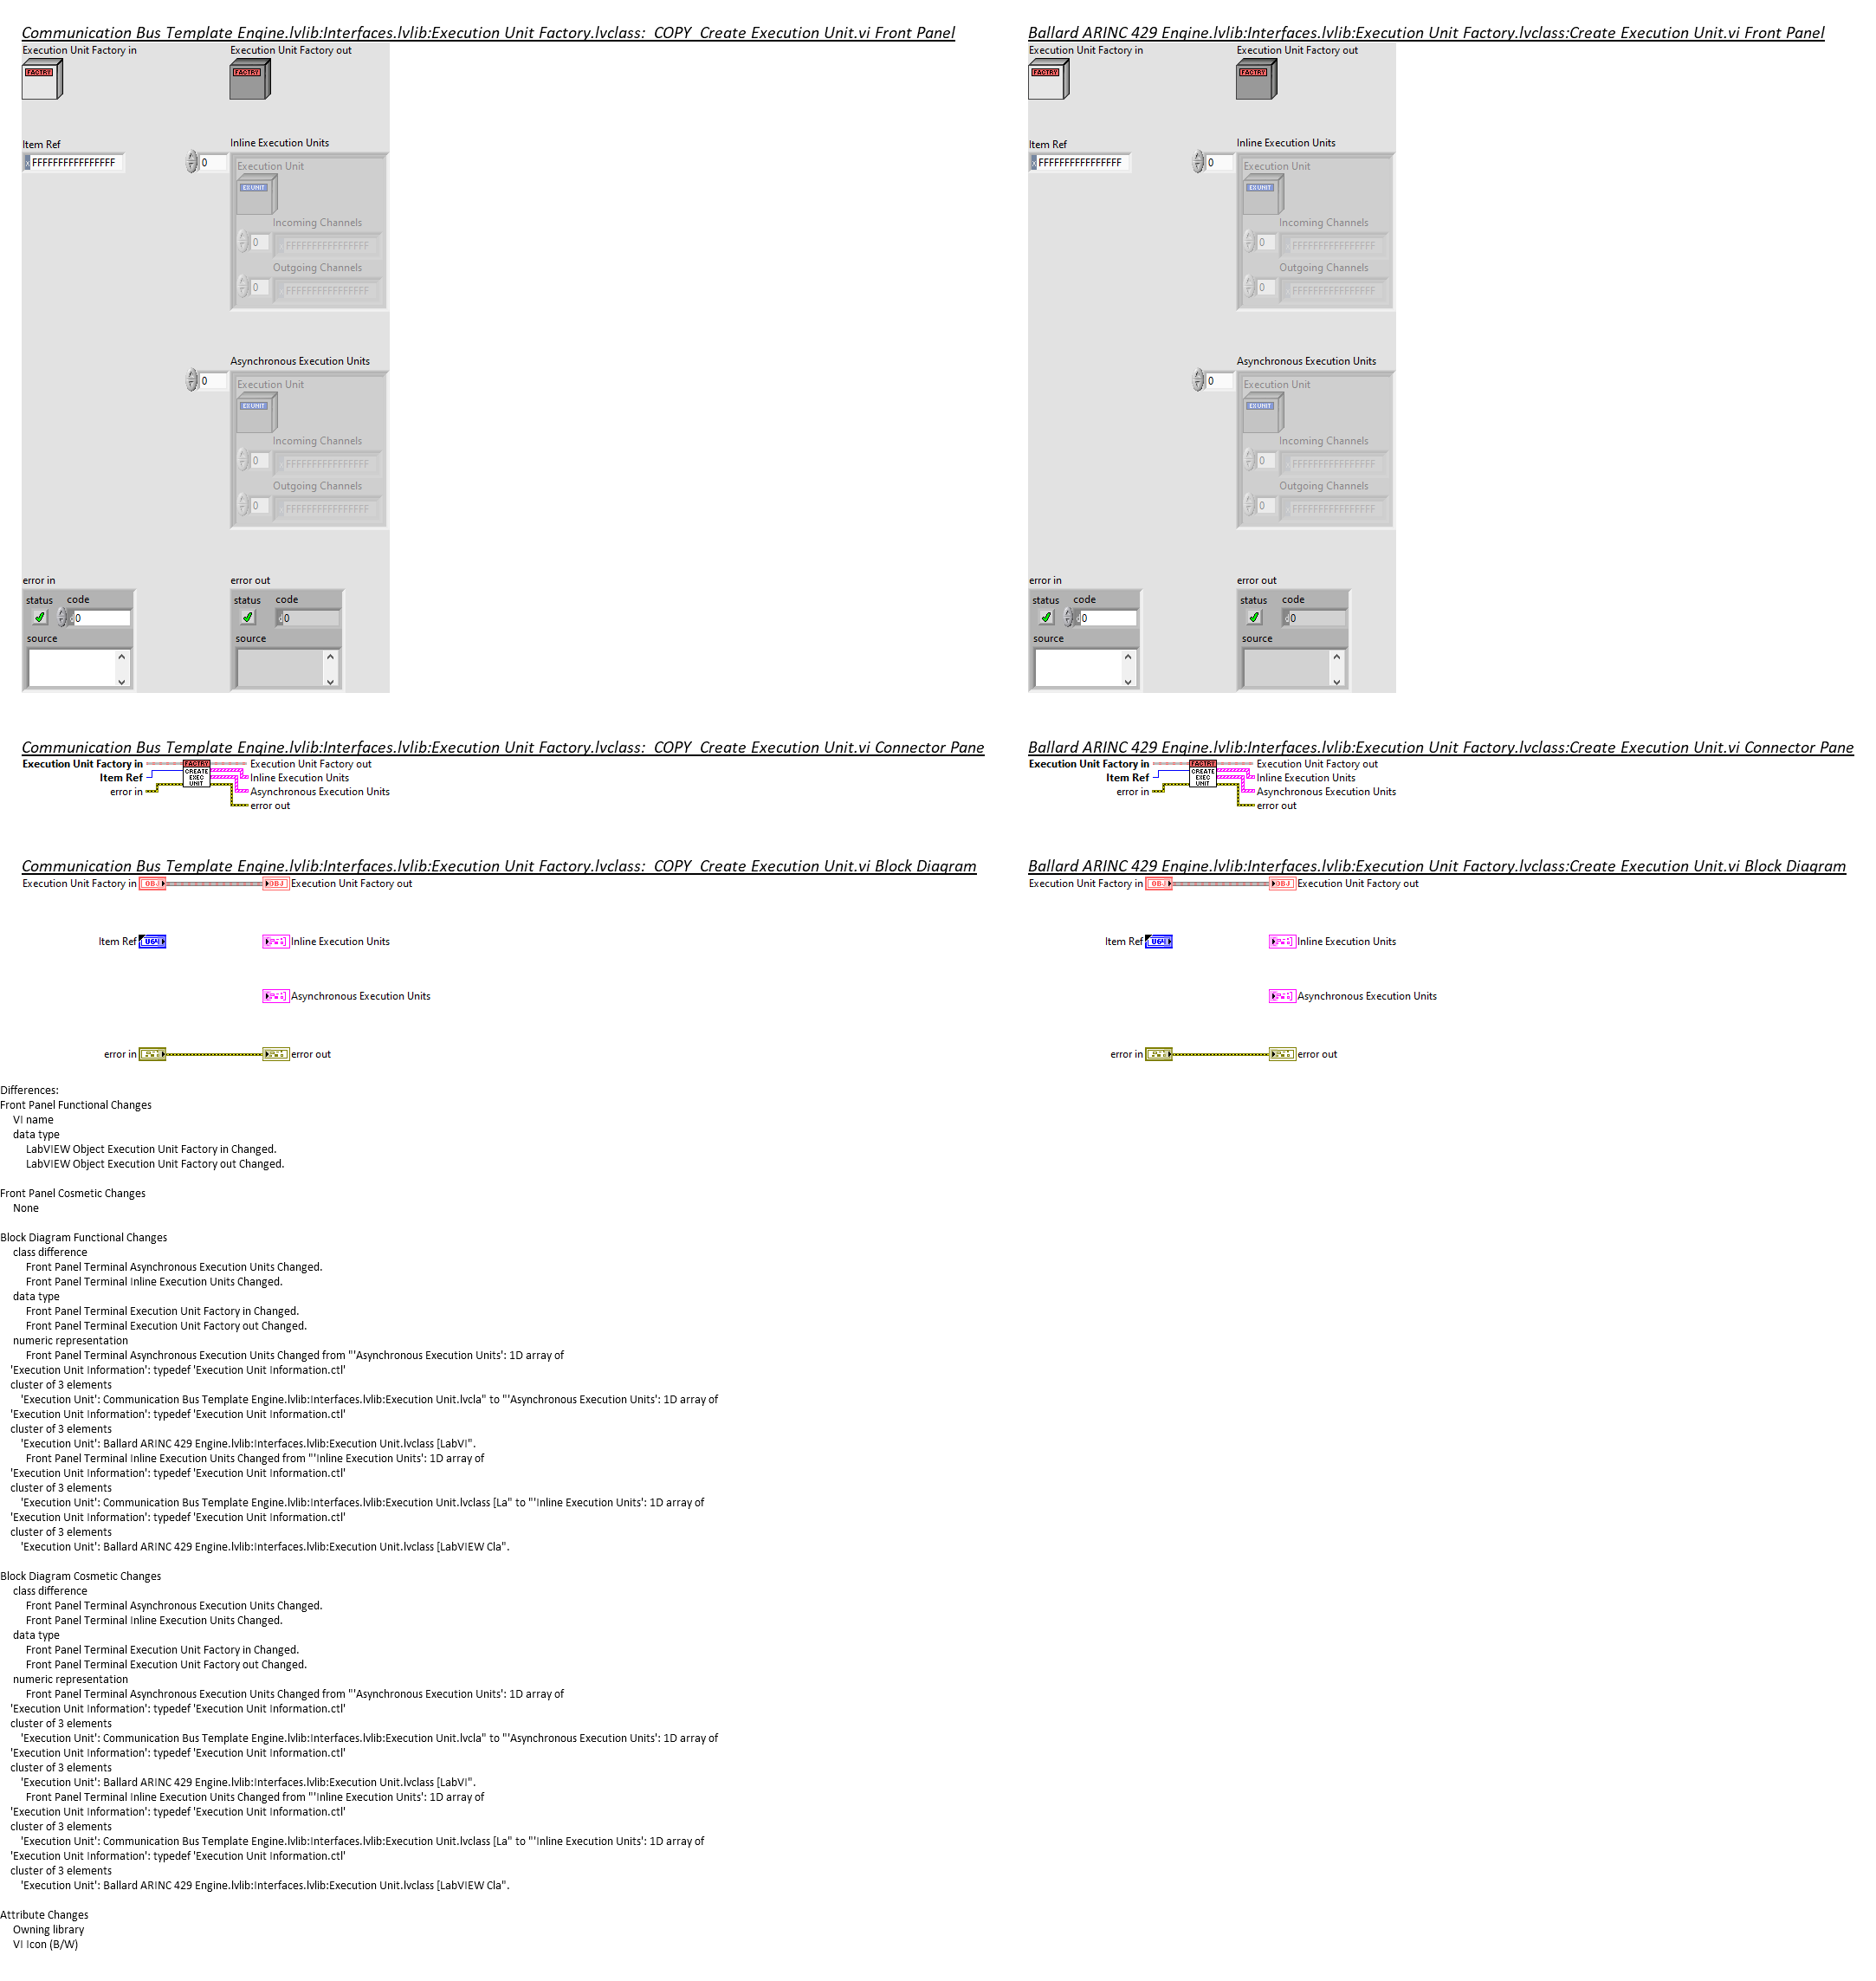 Communication Bus Template Engine.lvlib:Interfaces.lvlib:Execution Unit Factory.lvclass:  COPY  Create Execution Unit.vi Front Panel
Execution Unit Factory in
Execution Unit Factory out
FACTRY
FACTRY
Item Ref
x FFFFFFFFFFFFFFFF
Inline Execution Units
0
Execution Unit
EX UNIT
Incoming Channels
0
FFFFFFFFFFFFFFFF
Outgoing Channels
0
FFFFFFFFFFFFFFFF
Asynchronous Execution Units
0
Execution Unit
EX UNIT
Incoming Channels
0
FFFFFFFFFFFFFFFF
Outgoing Channels
0
FFFFFFFFFFFFFFFF
error in
status code
0
source
error out
status code
0
source
Ballard ARINC 429 Engine.lvlib:Interfaces.lvlib:Execution Unit Factory.lvclass:Create Execution Unit.vi Front Panel
Execution Unit Factory in
Execution Unit Factory out
FACTRY
FACTRY
Item Ref
x FFFFFFFFFFFFFFFF
Inline Execution Units
0
Execution Unit
EX UNIT
Incoming Channels
0
FFFFFFFFFFFFFFFF
Outgoing Channels
0
FFFFFFFFFFFFFFFF
Asynchronous Execution Units
0
Execution Unit
EX UNIT
Incoming Channels
0
FFFFFFFFFFFFFFFF
Outgoing Channels
0
FFFFFFFFFFFFFFFF
error in
status code
0
source
error out
status code
0
source
Communication Bus Template Engine.lvlib:Interfaces.lvlib:Execution Unit Factory.lvclass:  COPY  Create Execution Unit.vi Connector Pane
Execution Unit Factory in
Item Ref
error in
FACTRY
CREATE
EXEC
UNIT
Execution Unit Factory out
Inline Execution Units
Asynchronous Execution Units
error out
Ballard ARINC 429 Engine.lvlib:Interfaces.lvlib:Execution Unit Factory.lvclass:Create Execution Unit.vi Connector Pane
Execution Unit Factory in
Item Ref
error in
FACTRY
CREATE
EXEC
UNIT
Execution Unit Factory out
Inline Execution Units
Asynchronous Execution Units
error out
Communication Bus Template Engine.lvlib:Interfaces.lvlib:Execution Unit Factory.lvclass:  COPY  Create Execution Unit.vi Block Diagram
Execution Unit Factory in OBJ OBJ Execution Unit Factory out
Item Ref U64 Inline Execution Units
Asynchronous Execution Units
error in error out
Ballard ARINC 429 Engine.lvlib:Interfaces.lvlib:Execution Unit Factory.lvclass:Create Execution Unit.vi Block Diagram
Execution Unit Factory in OBJ OBJ Execution Unit Factory out
Item Ref U64 Inline Execution Units
Asynchronous Execution Units
error in error out
Differences:
Front Panel Functional Changes
VI name
data type
LabVIEW Object Execution Unit Factory in Changed.
LabVIEW Object Execution Unit Factory out Changed.
Front Panel Cosmetic Changes
None
Block Diagram Functional Changes
class difference
Front Panel Terminal Asynchronous Execution Units Changed.
Front Panel Terminal Inline Execution Units Changed.
data type
Front Panel Terminal Execution Unit Factory in Changed.
Front Panel Terminal Execution Unit Factory out Changed.
numeric representation
Front Panel Terminal Asynchronous Execution Units Changed from "'Asynchronous Execution Units': 1D array of
'Execution Unit Information': typedef 'Execution Unit Information.ctl'
cluster of 3 elements
'Execution Unit': Communication Bus Template Engine.lvlib:Interfaces.lvlib:Execution Unit.lvcla" to "'Asynchronous Execution Units': 1D array of
'Execution Unit Information': typedef 'Execution Unit Information.ctl'
cluster of 3 elements
'Execution Unit': Ballard ARINC 429 Engine.lvlib:Interfaces.lvlib:Execution Unit.lvclass [LabVI".
Front Panel Terminal Inline Execution Units Changed from "'Inline Execution Units': 1D array of
'Execution Unit Information': typedef 'Execution Unit Information.ctl'
cluster of 3 elements
'Execution Unit': Communication Bus Template Engine.lvlib:Interfaces.lvlib:Execution Unit.lvclass [La" to "'Inline Execution Units': 1D array of
'Execution Unit Information': typedef 'Execution Unit Information.ctl'
cluster of 3 elements
'Execution Unit': Ballard ARINC 429 Engine.lvlib:Interfaces.lvlib:Execution Unit.lvclass [LabVIEW Cla".
Block Diagram Cosmetic Changes
class difference
Front Panel Terminal Asynchronous Execution Units Changed.
Front Panel Terminal Inline Execution Units Changed.
data type
Front Panel Terminal Execution Unit Factory in Changed.
Front Panel Terminal Execution Unit Factory out Changed.
numeric representation
Front Panel Terminal Asynchronous Execution Units Changed from "'Asynchronous Execution Units': 1D array of
'Execution Unit Information': typedef 'Execution Unit Information.ctl'
cluster of 3 elements
'Execution Unit': Communication Bus Template Engine.lvlib:Interfaces.lvlib:Execution Unit.lvcla" to "'Asynchronous Execution Units': 1D array of
'Execution Unit Information': typedef 'Execution Unit Information.ctl'
cluster of 3 elements
'Execution Unit': Ballard ARINC 429 Engine.lvlib:Interfaces.lvlib:Execution Unit.lvclass [LabVI".
Front Panel Terminal Inline Execution Units Changed from "'Inline Execution Units': 1D array of
'Execution Unit Information': typedef 'Execution Unit Information.ctl'
cluster of 3 elements
'Execution Unit': Communication Bus Template Engine.lvlib:Interfaces.lvlib:Execution Unit.lvclass [La" to "'Inline Execution Units': 1D array of
'Execution Unit Information': typedef 'Execution Unit Information.ctl'
cluster of 3 elements
'Execution Unit': Ballard ARINC 429 Engine.lvlib:Interfaces.lvlib:Execution Unit.lvclass [LabVIEW Cla".
Attribute Changes
Owning library
VI Icon (B/W)